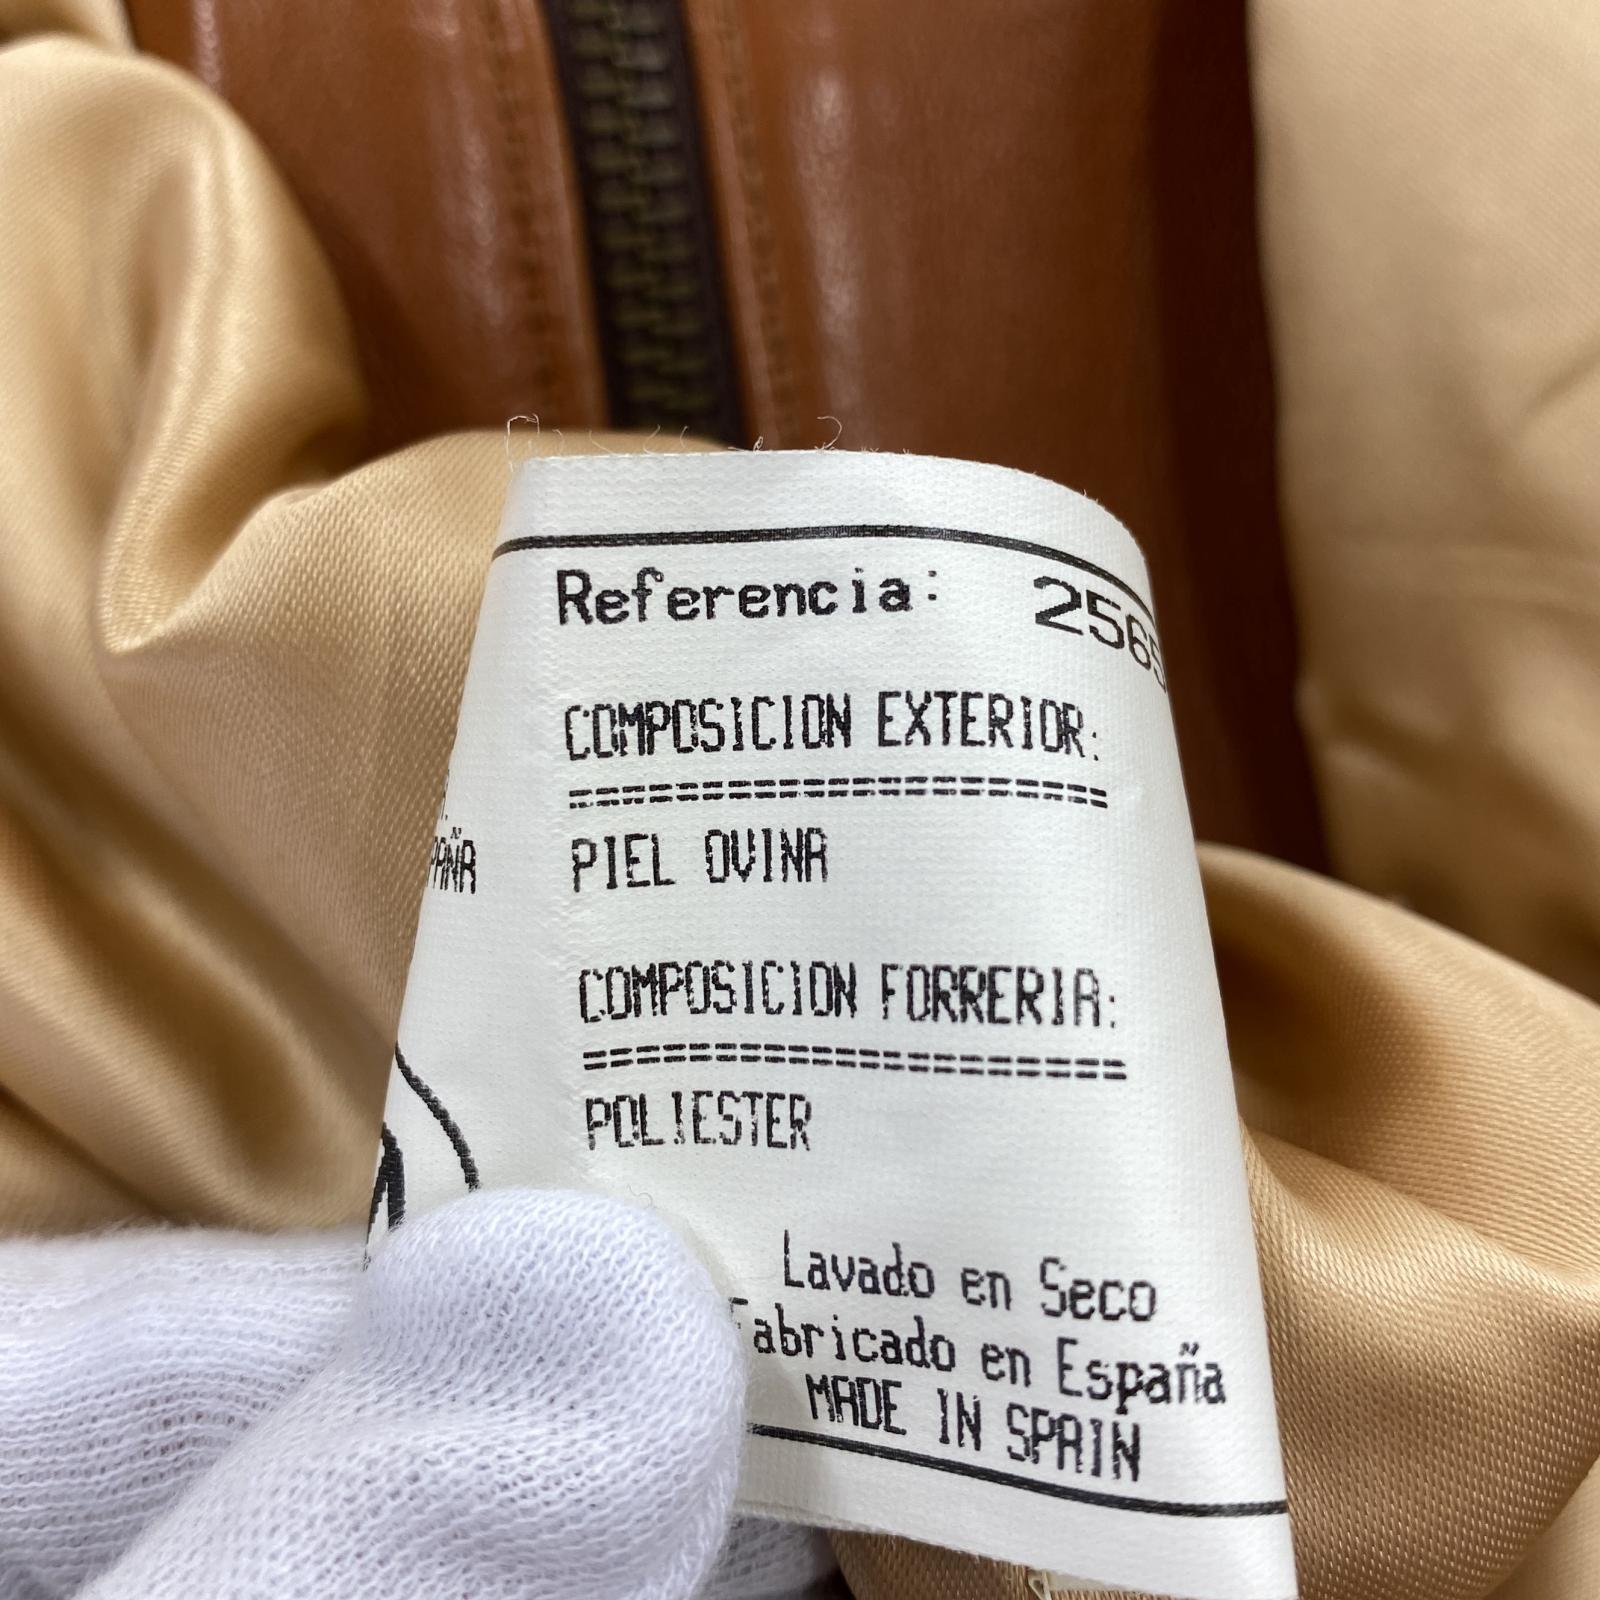 Referencia: 2565
COMPOSICION EXTERIOR:
====================
PIEL OVINA
COMPOSICION FORRERIA:
====================
POLIESTER
Lavado en Seco
Fabricado en España
MADE IN SPAIN